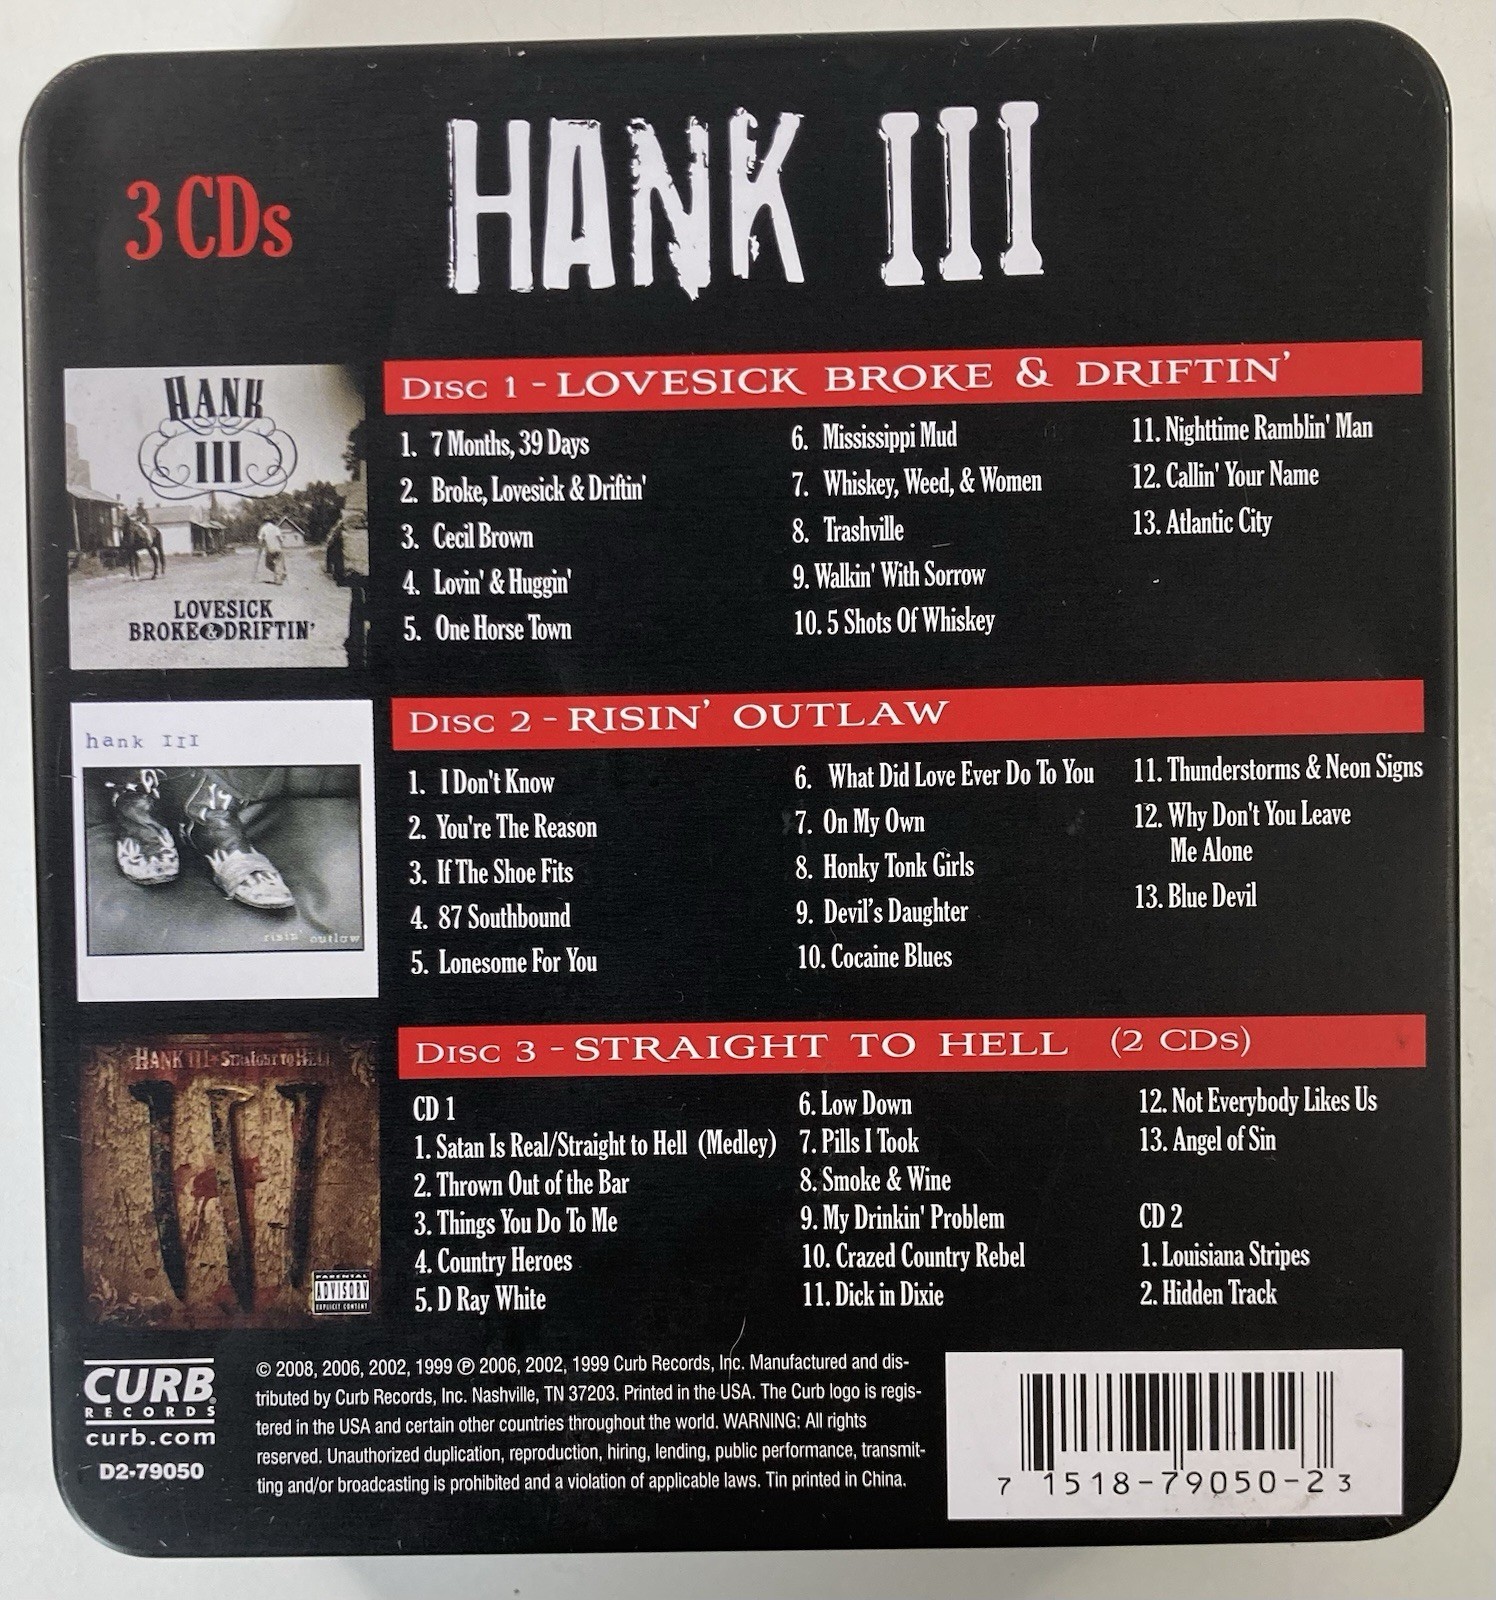 3 CDs
HANK III
HANK
III
LOVESICK
BROKE & DRIFTIN'
DISC 1 - LOVESICK BROKE & DRIFTIN'
1. 7 Months, 39 Days
2. Broke, Lovesick & Driftin'
3. Cecil Brown
4. Lovin' & Huggin'
5. One Horse Town
6. Mississippi Mud
7. Whiskey, Weed, & Women
8. Trashville
9. Walkin' With Sorrow
10. 5 Shots Of Whiskey
11. Nighttime Ramblin' Man
12. Callin' Your Name
13. Atlantic City
hank III
risin' outlaw
DISC 2 - RISIN' OUTLAW
1. I Don't Know
2. You're The Reason
3. If The Shoe Fits
4. 87 Southbound
5. Lonesome For You
6. What Did Love Ever Do To You
7. On My Own
8. Honky Tonk Girls
9. Devil's Daughter
10. Cocaine Blues
11. Thunderstorms & Neon Signs
12. Why Don't You Leave
Me Alone
13. Blue Devil
HANK III • STRAIGHT TO HELL
PARENTAL
ADVISORY
EXPLICIT CONTENT
DISC 3 - STRAIGHT TO HELL (2 CDs)
CD 1
1. Satan Is Real/Straight to Hell (Medley)
2. Thrown Out of the Bar
3. Things You Do To Me
4. Country Heroes
5. D Ray White
6. Low Down
7. Pills I Took
8. Smoke & Wine
9. My Drinkin' Problem
10. Crazed Country Rebel
11. Dick in Dixie
12. Not Everybody Likes Us
13. Angel of Sin
CD 2
1. Louisiana Stripes
2. Hidden Track
CURB
RECORDS
curb.com
D2-79050
© 2008, 2006, 2002, 1999 ℗ 2006, 2002, 1999 Curb Records, Inc. Manufactured and dis-
tributed by Curb Records, Inc. Nashville, TN 37203. Printed in the USA. The Curb logo is regis-
tered in the USA and certain other countries throughout the world. WARNING: All rights
reserved. Unauthorized duplication, reproduction, hiring, lending, public performance, transmit-
ting and/or broadcasting is prohibited and a violation of applicable laws. Tin printed in China.
7 1518-79050-2 3